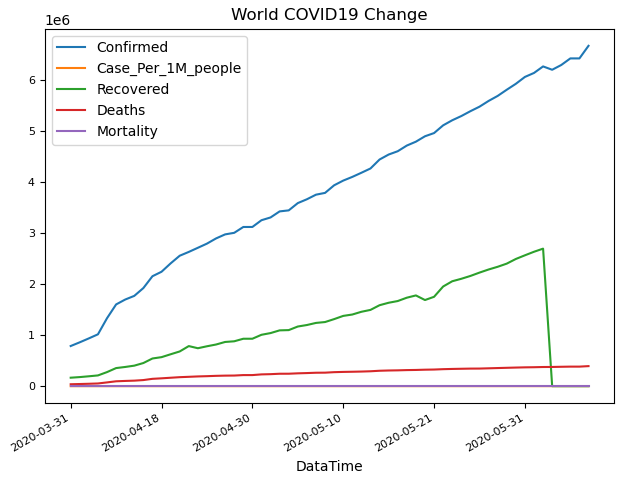 World COVID19 Change
1e6
Confirmed
Case_Per_1M_people
Recovered
Deaths
Mortality
6
5
4
3
2
1
0
2020-03-31
2020-04-18
2020-04-30
2020-05-10
2020-05-21
2020-05-31
DataTime